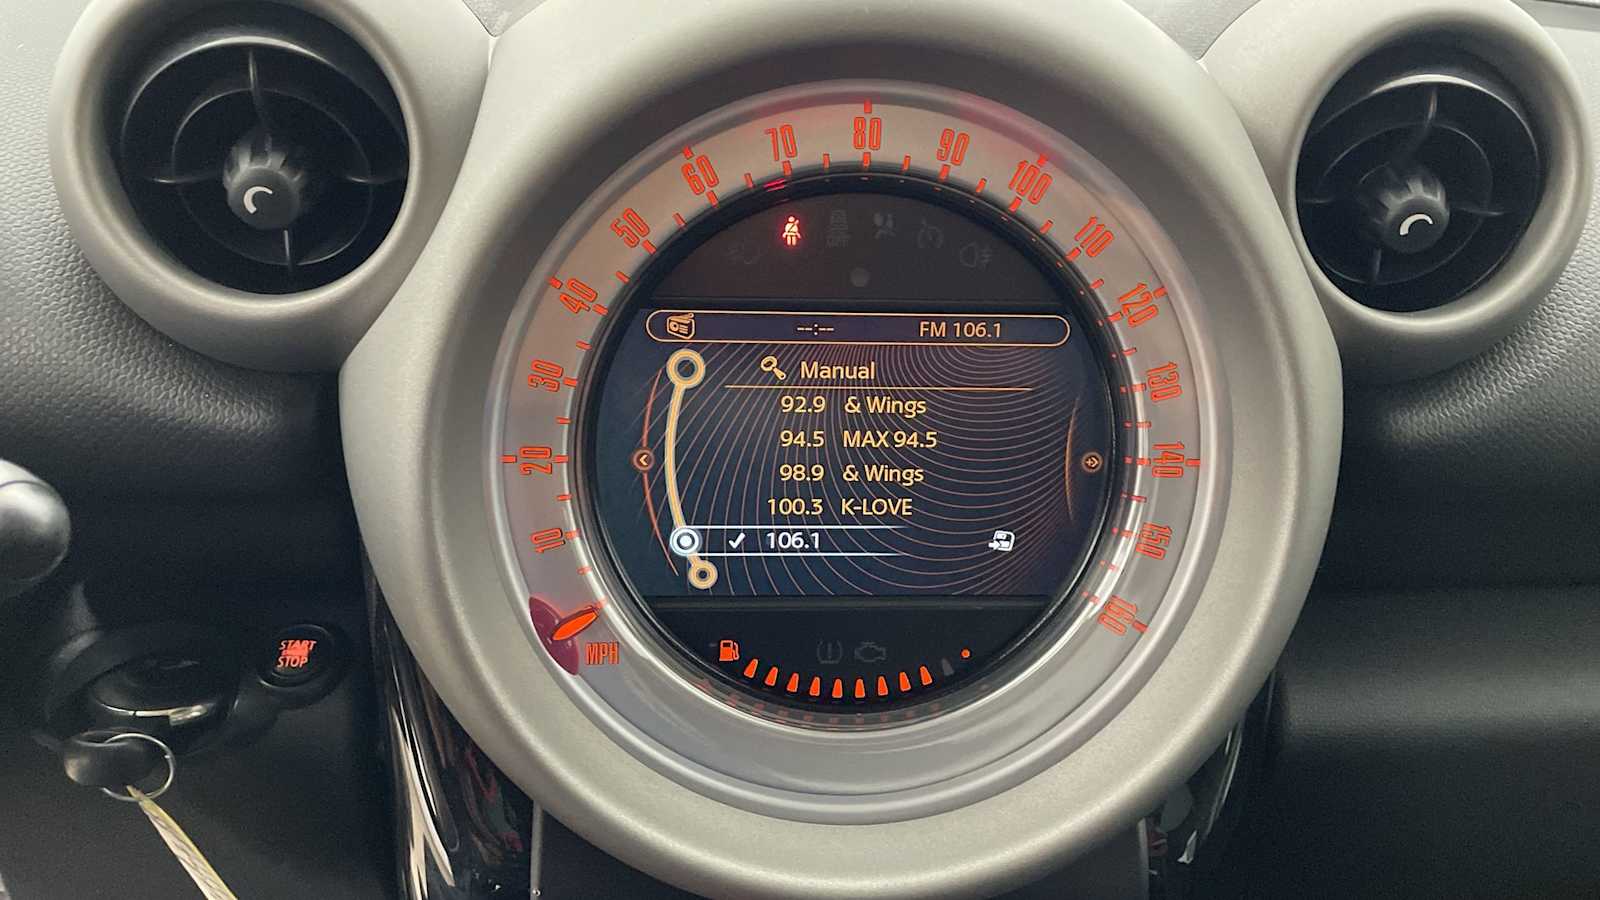 10
20
30
40
50
60
70
80
90
100
110
120
130
140
150
160
MPH
OFF
--:-- FM 106.1
Manual
92.9 & Wings
94.5 MAX 94.5
98.9 & Wings
100.3 K-LOVE
106.1
START
STOP